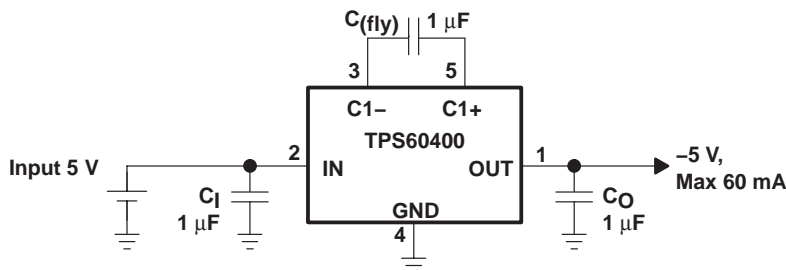 C(fly) 1 μF
3 5
C1− C1+
TPS60400
Input 5 V 2 IN OUT 1 −5 V,
Max 60 mA
CI
1 μF
GND
4
CO
1 μF